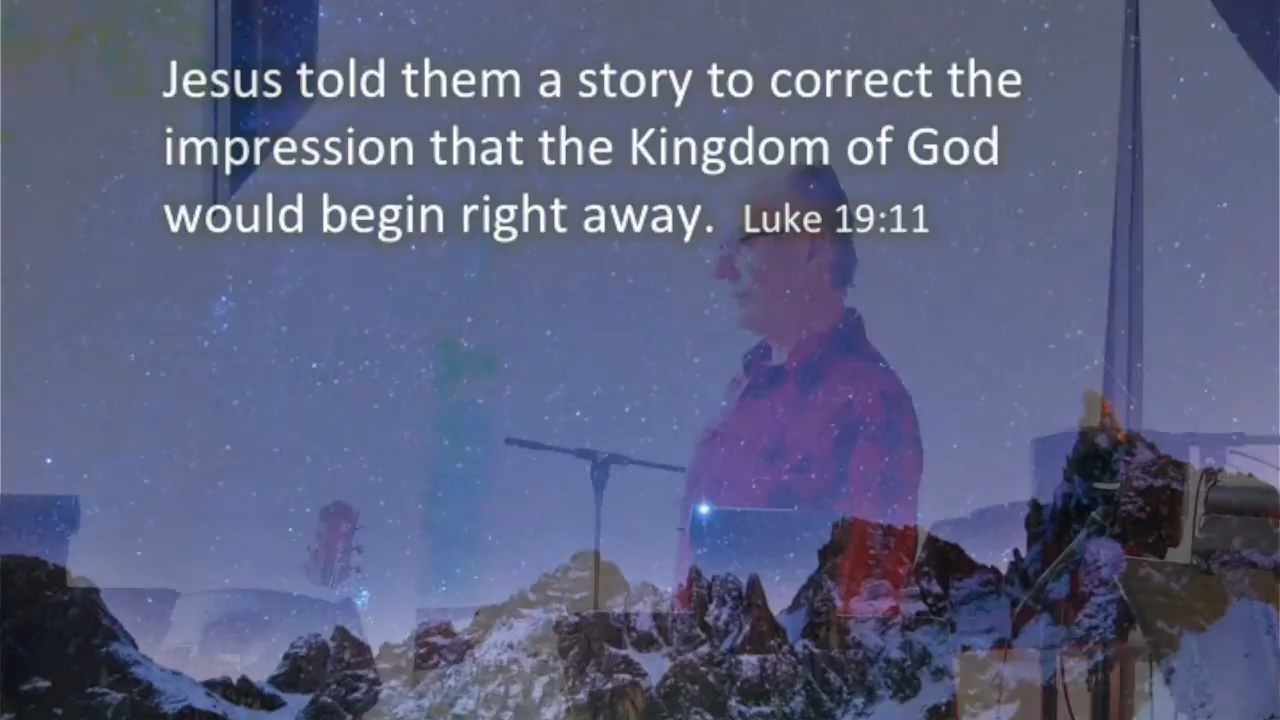 Jesus told them a story to correct the
impression that the Kingdom of God
would begin right away. Luke 19:11